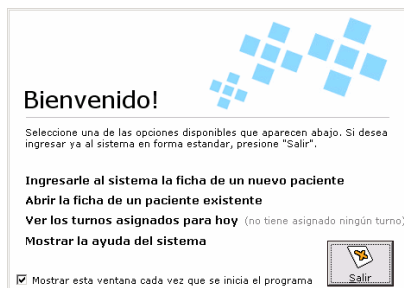 Bienvenido!
Seleccione una de las opciones disponibles que aparecen abajo. Si desea
ingresar ya al sistema en forma estandar, presione "Salir".
Ingresarle al sistema la ficha de un nuevo paciente
Abrir la ficha de un paciente existente
Ver los turnos asignados para hoy (no tiene asignado ningún turno)
Mostrar la ayuda del sistema
Mostrar esta ventana cada vez que se inicia el programa
Salir